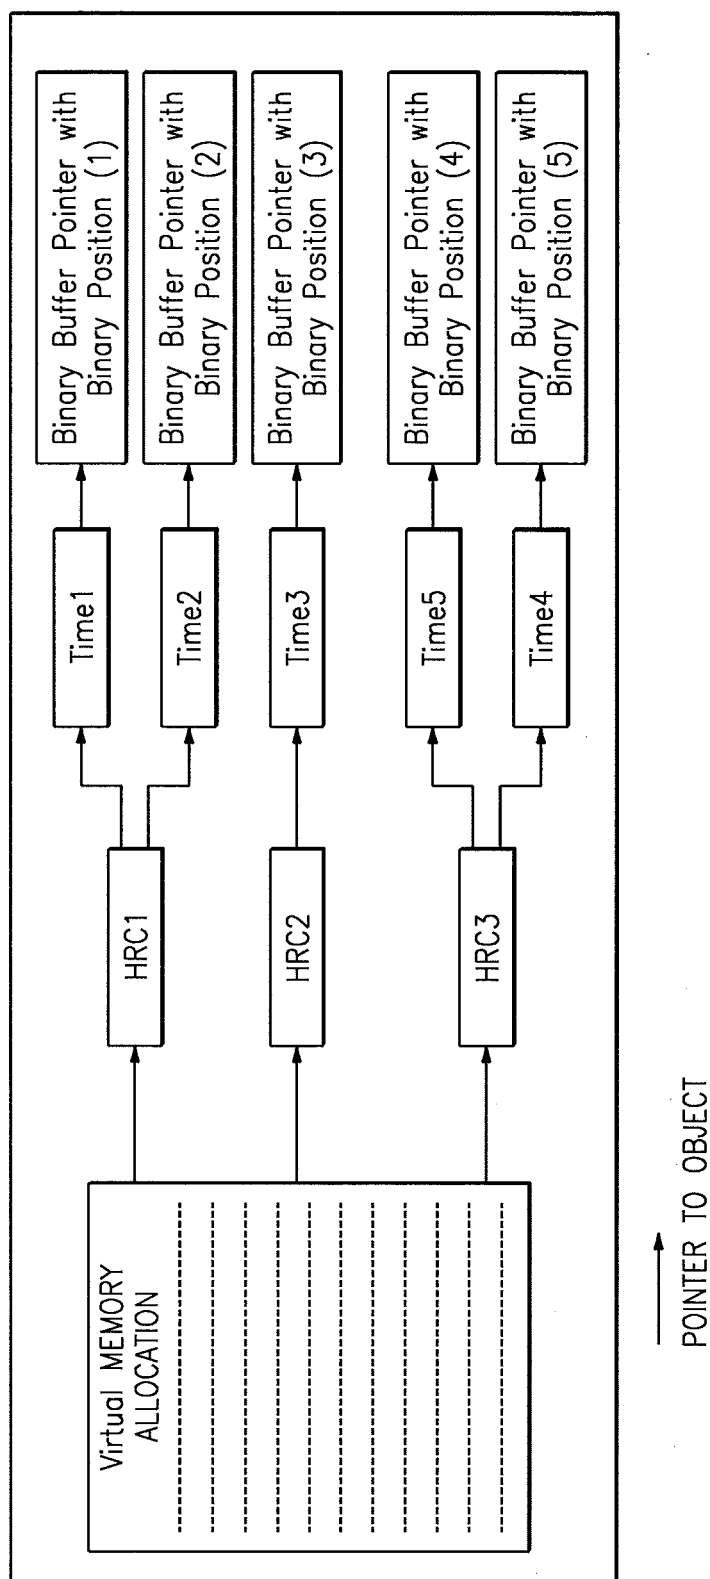 Virtual MEMORY
ALLOCATION
HRC1
HRC2
HRC3
Time1
Time2
Time3
Time5
Time4
Binary Buffer Pointer with
Binary Position (1)
Binary Buffer Pointer with
Binary Position (2)
Binary Buffer Pointer with
Binary Position (3)
Binary Buffer Pointer with
Binary Position (4)
Binary Buffer Pointer with
Binary Position (5)
POINTER TO OBJECT